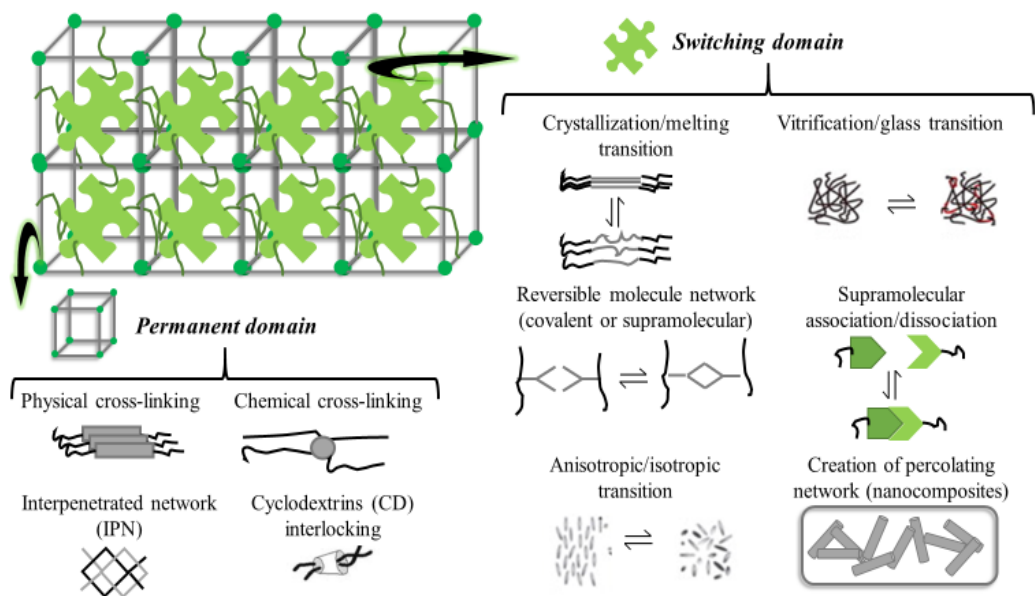 Switching domain
Crystallization/melting
transition
Vitrification/glass transition
Reversible molecule network
(covalent or supramolecular)
Supramolecular
association/dissociation
Anisotropic/isotropic
transition
Creation of percolating
network (nanocomposites)
Permanent domain
Physical cross-linking
Chemical cross-linking
Interpenetrated network
(IPN)
Cyclodextrins (CD)
interlocking